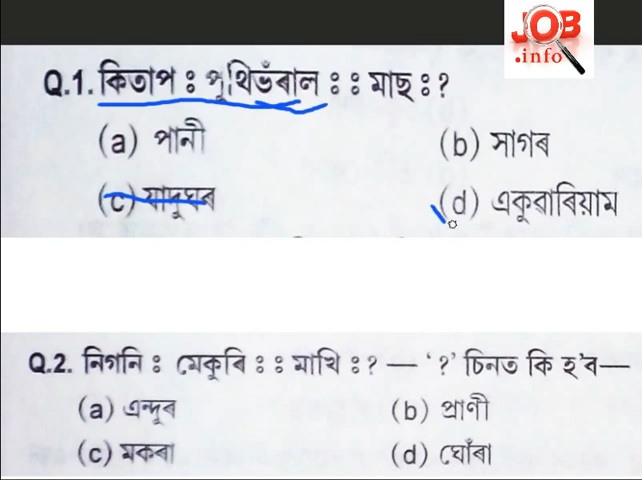 JOB
.info
Q.1. কিতাপ ঃ পুথিভঁৰাল ঃ ঃ মাছ ঃ?
(a) পানী (b) সাগৰ
(c) যাদুঘৰ (d) একুৱাৰিয়াম
Q.2. নিগনি ঃ মেকুৰি ঃ ঃ মাখি ঃ? — ‘?’ চিনত কি হ’ব—
(a) এন্দুৰ (b) প্ৰাণী
(c) মকৰা (d) ঘোঁৰা